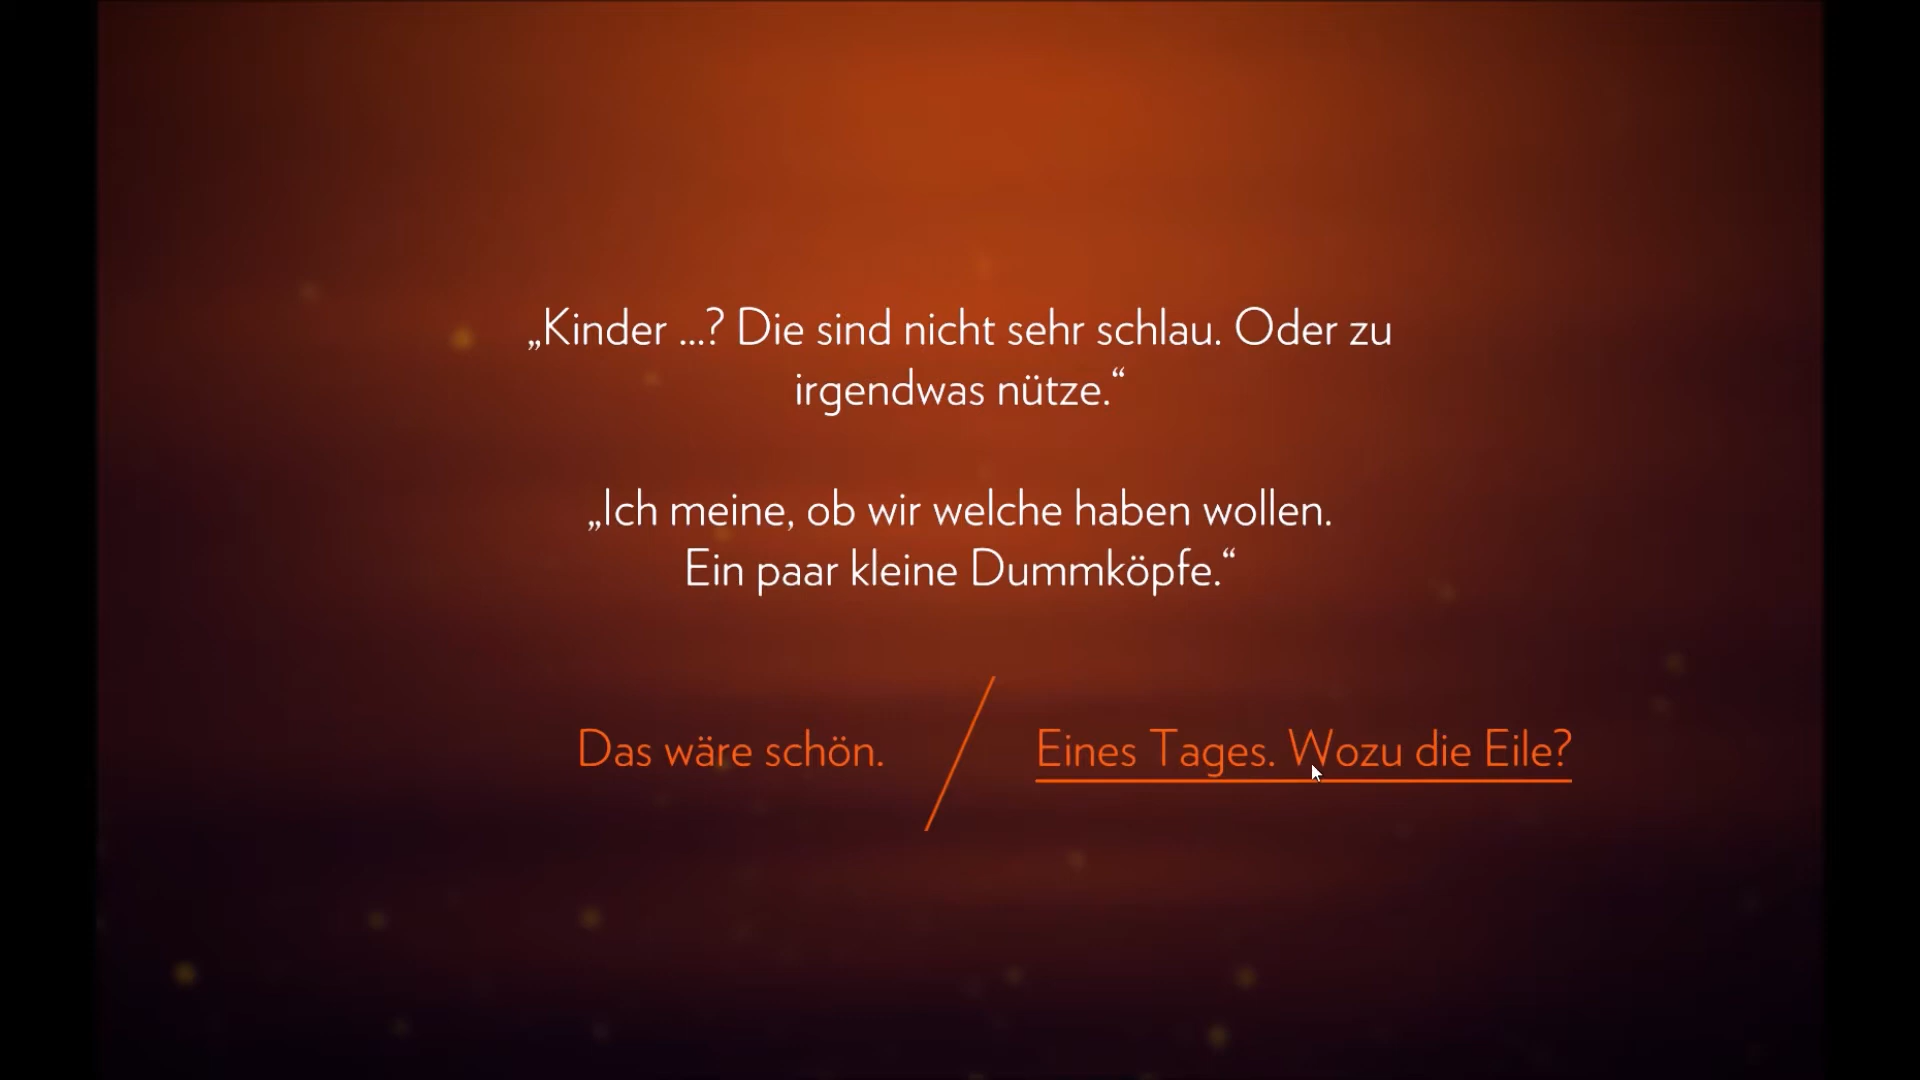 „Kinder ...? Die sind nicht sehr schlau. Oder zu
irgendwas nütze.“
„Ich meine, ob wir welche haben wollen.
Ein paar kleine Dummköpfe.“
Das wäre schön. / Eines Tages. Wozu die Eile?